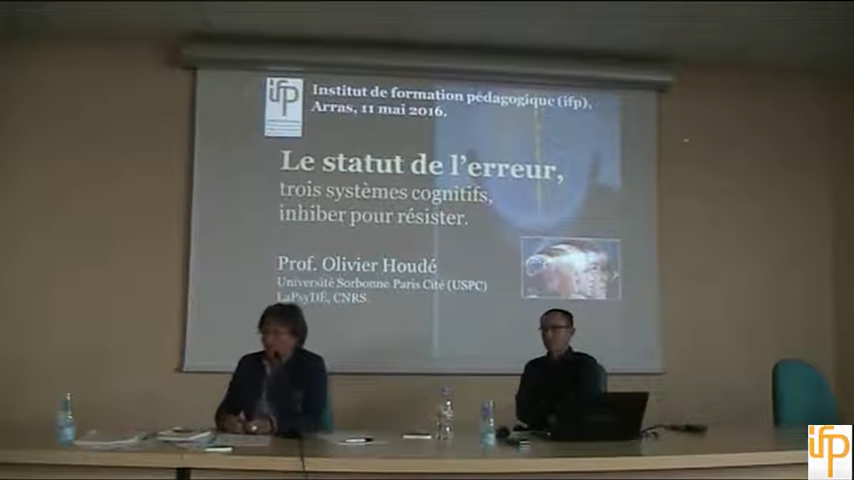 ifp
Institut de formation pédagogique (ifp),
Arras, 11 mai 2016.
Le statut de l'erreur,
trois systèmes cognitifs,
inhiber pour résister.
Prof. Olivier Houdé
Université Sorbonne Paris Cité (USPC)
LaPsyDÉ, CNRS.
ifp